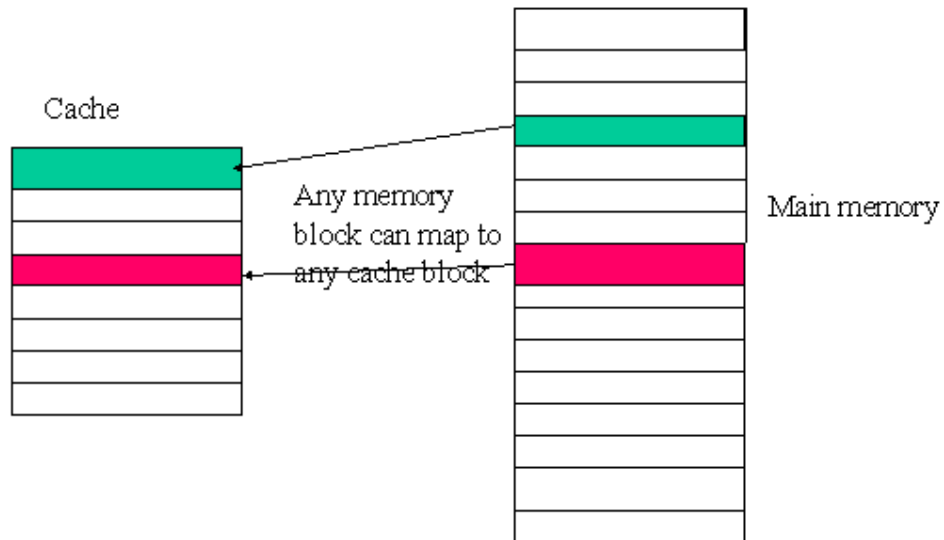 Cache
Any memory
block can map to
any cache block
Main memory